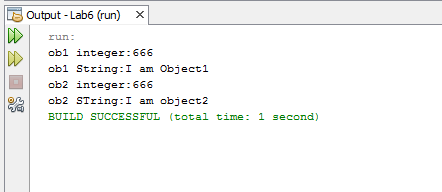 Output - Lab6 (run)
run:
ob1 integer:666
ob1 String:I am Object1
ob2 integer:666
ob2 STring:I am object2
BUILD SUCCESSFUL (total time: 1 second)